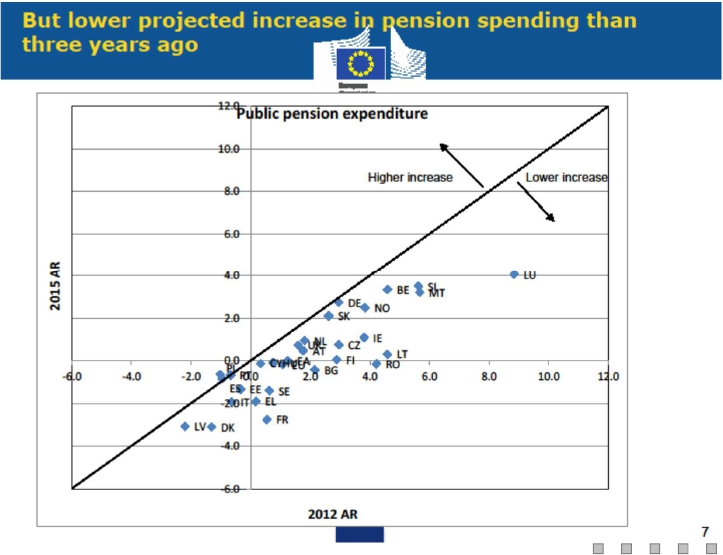 But lower projected increase in pension spending than
three years ago
European
Public pension expenditure
12.0
10.0
Higher increase
Lower increase
8.0
6.0
4.0
LU
BE
SI
MT
DE
NO
SK
2.0
2015 AR
NL
UK
AT
CZ
IE
LT
0.0
CY
HU
EA
EU
FI
BG
RO
-6.0
-4.0
-2.0
0.0
2.0
4.0
6.0
8.0
10.0
12.0
PL
PT
ES
EE
SE
-2.0
IT
EL
FR
LV
DK
-4.0
-6.0
2012 AR
7